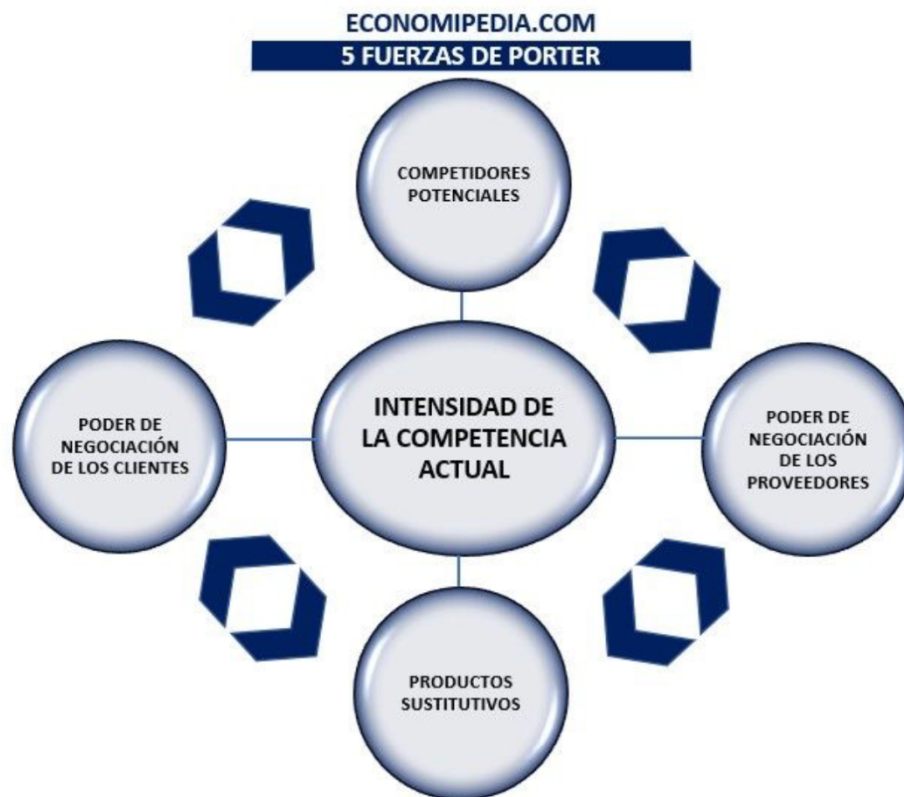 ECONOMIPEDIA.COM
5 FUERZAS DE PORTER
COMPETIDORES
POTENCIALES
PODER DE
NEGOCIACIÓN
DE LOS CLIENTES
INTENSIDAD DE
LA COMPETENCIA
ACTUAL
PODER DE
NEGOCIACIÓN
DE LOS
PROVEEDORES
PRODUCTOS
SUSTITUTIVOS